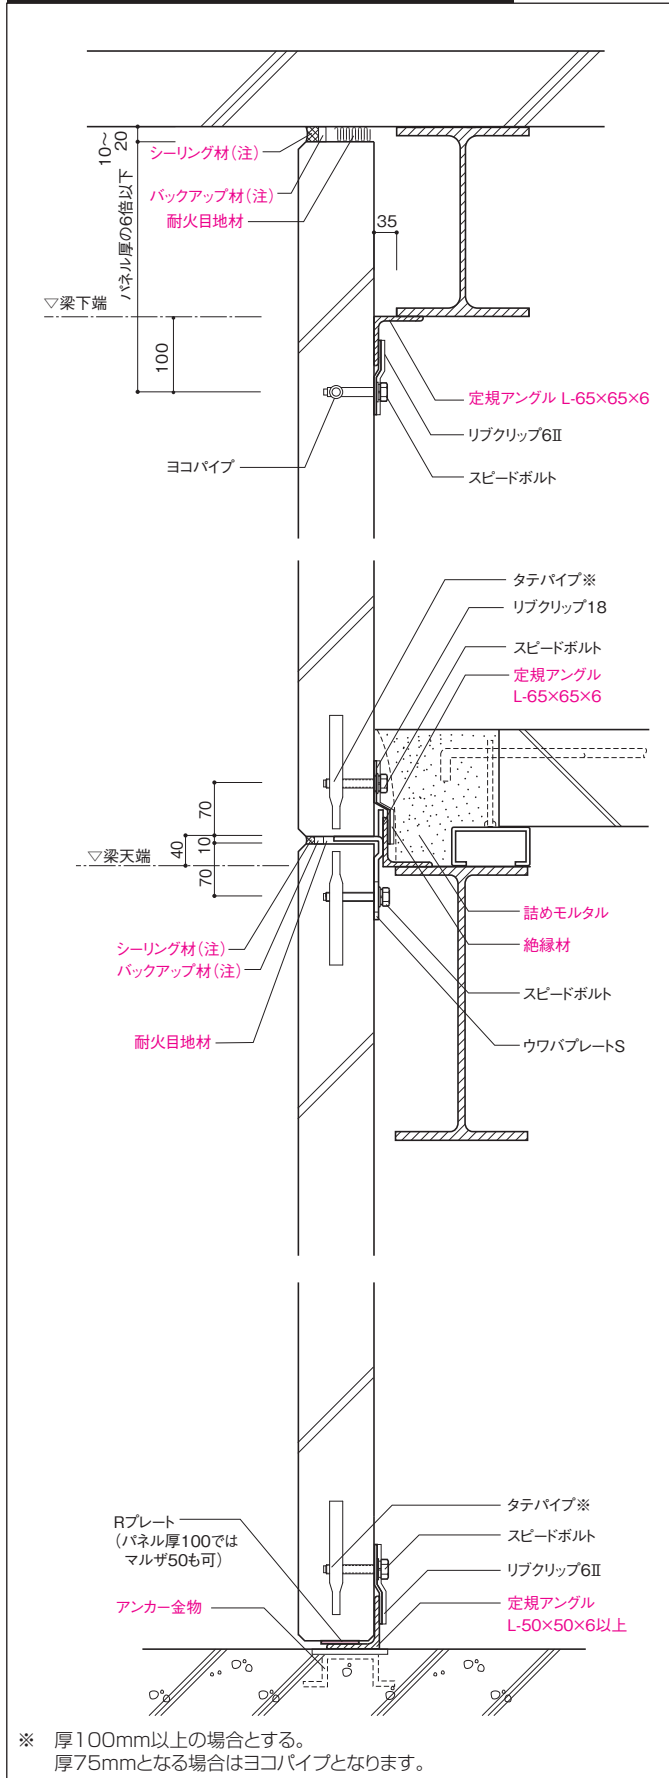 10〜20
シーリング材(注)
バックアップ材(注)
耐火目地材
パネル厚の6倍以下
35
▽梁下端
100
定規アングル L-65×65×6
リブクリップ6Ⅱ
ヨコパイプ
スピードボルト
タテパイプ※
リブクリップ18
スピードボルト
定規アングル
L-65×65×6
70
40
10
▽梁天端
70
詰めモルタル
シーリング材(注)
絶縁材
バックアップ材(注)
スピードボルト
耐火目地材
ウワバプレートS
タテパイプ※
Rプレート
(パネル厚100では
マルザ50も可)
スピードボルト
リブクリップ6Ⅱ
アンカー金物
定規アングル
L-50×50×6以上
※ 厚100mm以上の場合とする。
厚75mmとなる場合はヨコパイプとなります。